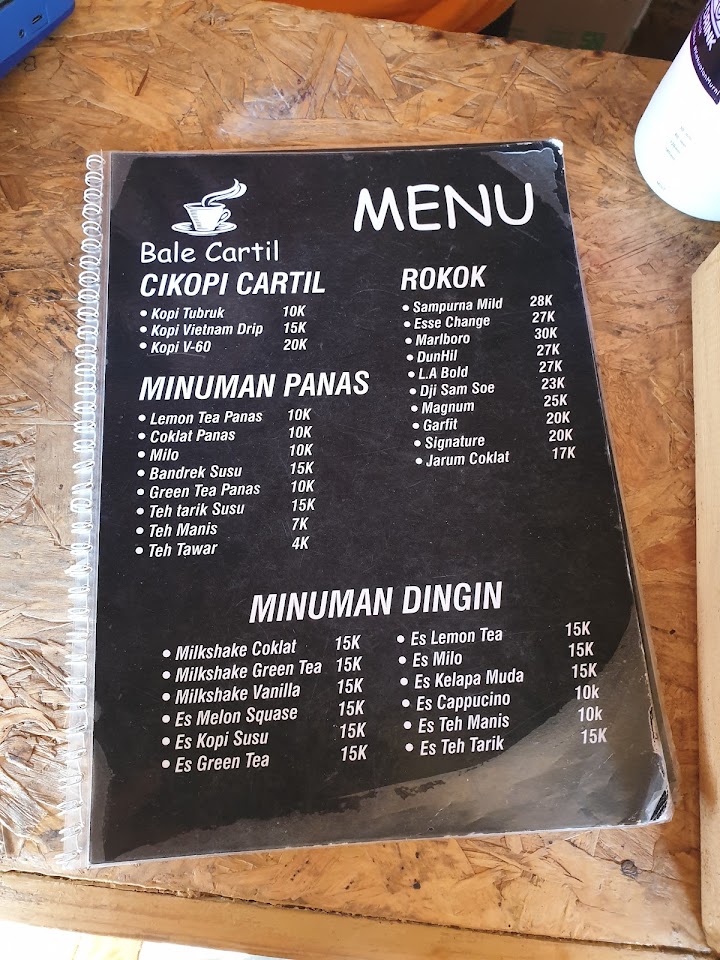 MENU
Bale Cartil
CIKOPI CARTIL
• Kopi Tubruk 10K
• Kopi Vietnam Drip 15K
• Kopi V-60 20K
MINUMAN PANAS
• Lemon Tea Panas 10K
• Coklat Panas 10K
• Milo 10K
• Bandrek Susu 15K
• Green Tea Panas 10K
• Teh tarik Susu 15K
• Teh Manis 7K
• Teh Tawar 4K
ROKOK
• Sampurna Mild 28K
• Esse Change 27K
• Marlboro 30K
• DunHil 27K
• L.A Bold 27K
• Dji Sam Soe 23K
• Magnum 25K
• Garfit 20K
• Signature 20K
• Jarum Coklat 17K
MINUMAN DINGIN
• Milkshake Coklat 15K
• Milkshake Green Tea 15K
• Milkshake Vanilla 15K
• Es Melon Squase 15K
• Es Kopi Susu 15K
• Es Green Tea 15K
• Es Lemon Tea 15K
• Es Milo 15K
• Es Kelapa Muda 15K
• Es Cappucino 10k
• Es Teh Manis 10k
• Es Teh Tarik 15K